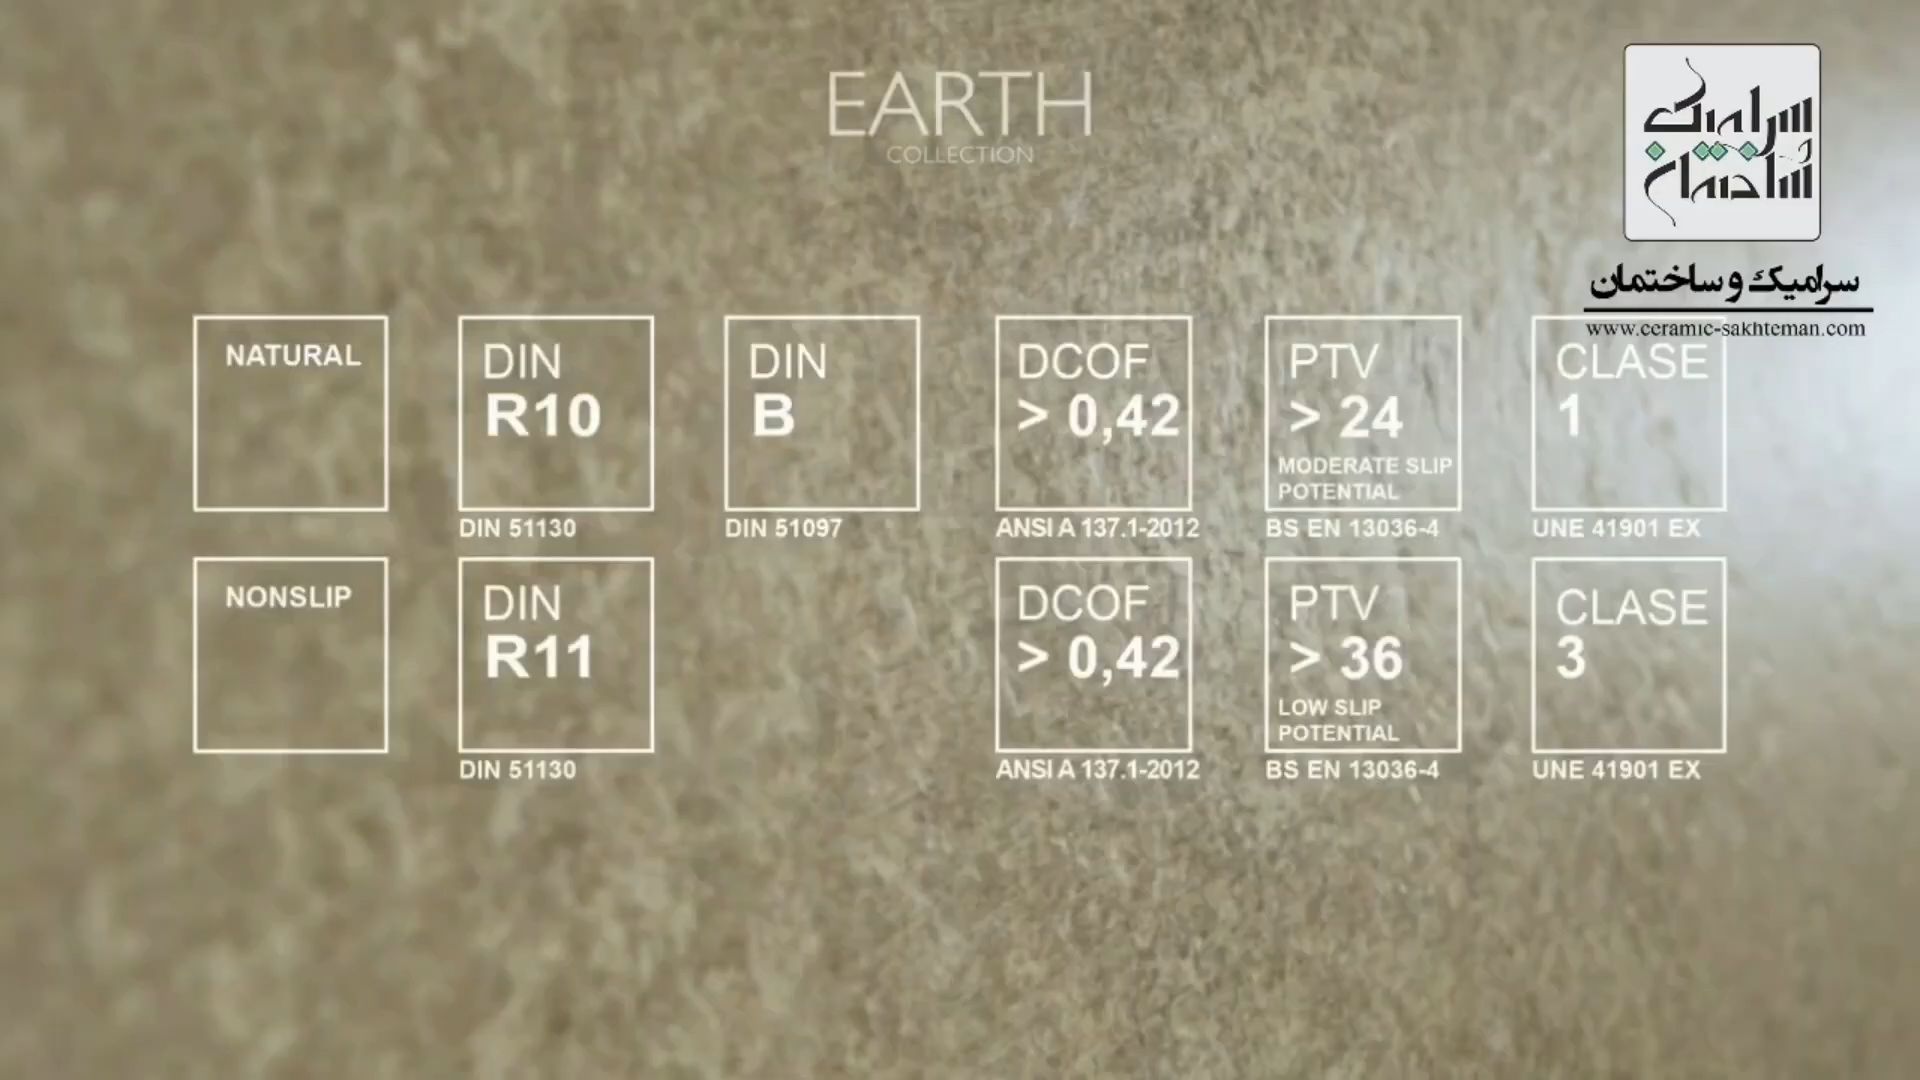 EARTH
COLLECTION
سرامیک
ساختمان
سرامیک و ساختمان
www.ceramic-sakhteman.com
NATURAL
DIN
R10
DIN 51130
DIN
B
DIN 51097
DCOF
> 0,42
ANSI A 137.1-2012
PTV
> 24
MODERATE SLIP
POTENTIAL
BS EN 13036-4
CLASE
1
UNE 41901 EX
NONSLIP
DIN
R11
DIN 51130
DCOF
> 0,42
ANSI A 137.1-2012
PTV
> 36
LOW SLIP
POTENTIAL
BS EN 13036-4
CLASE
3
UNE 41901 EX